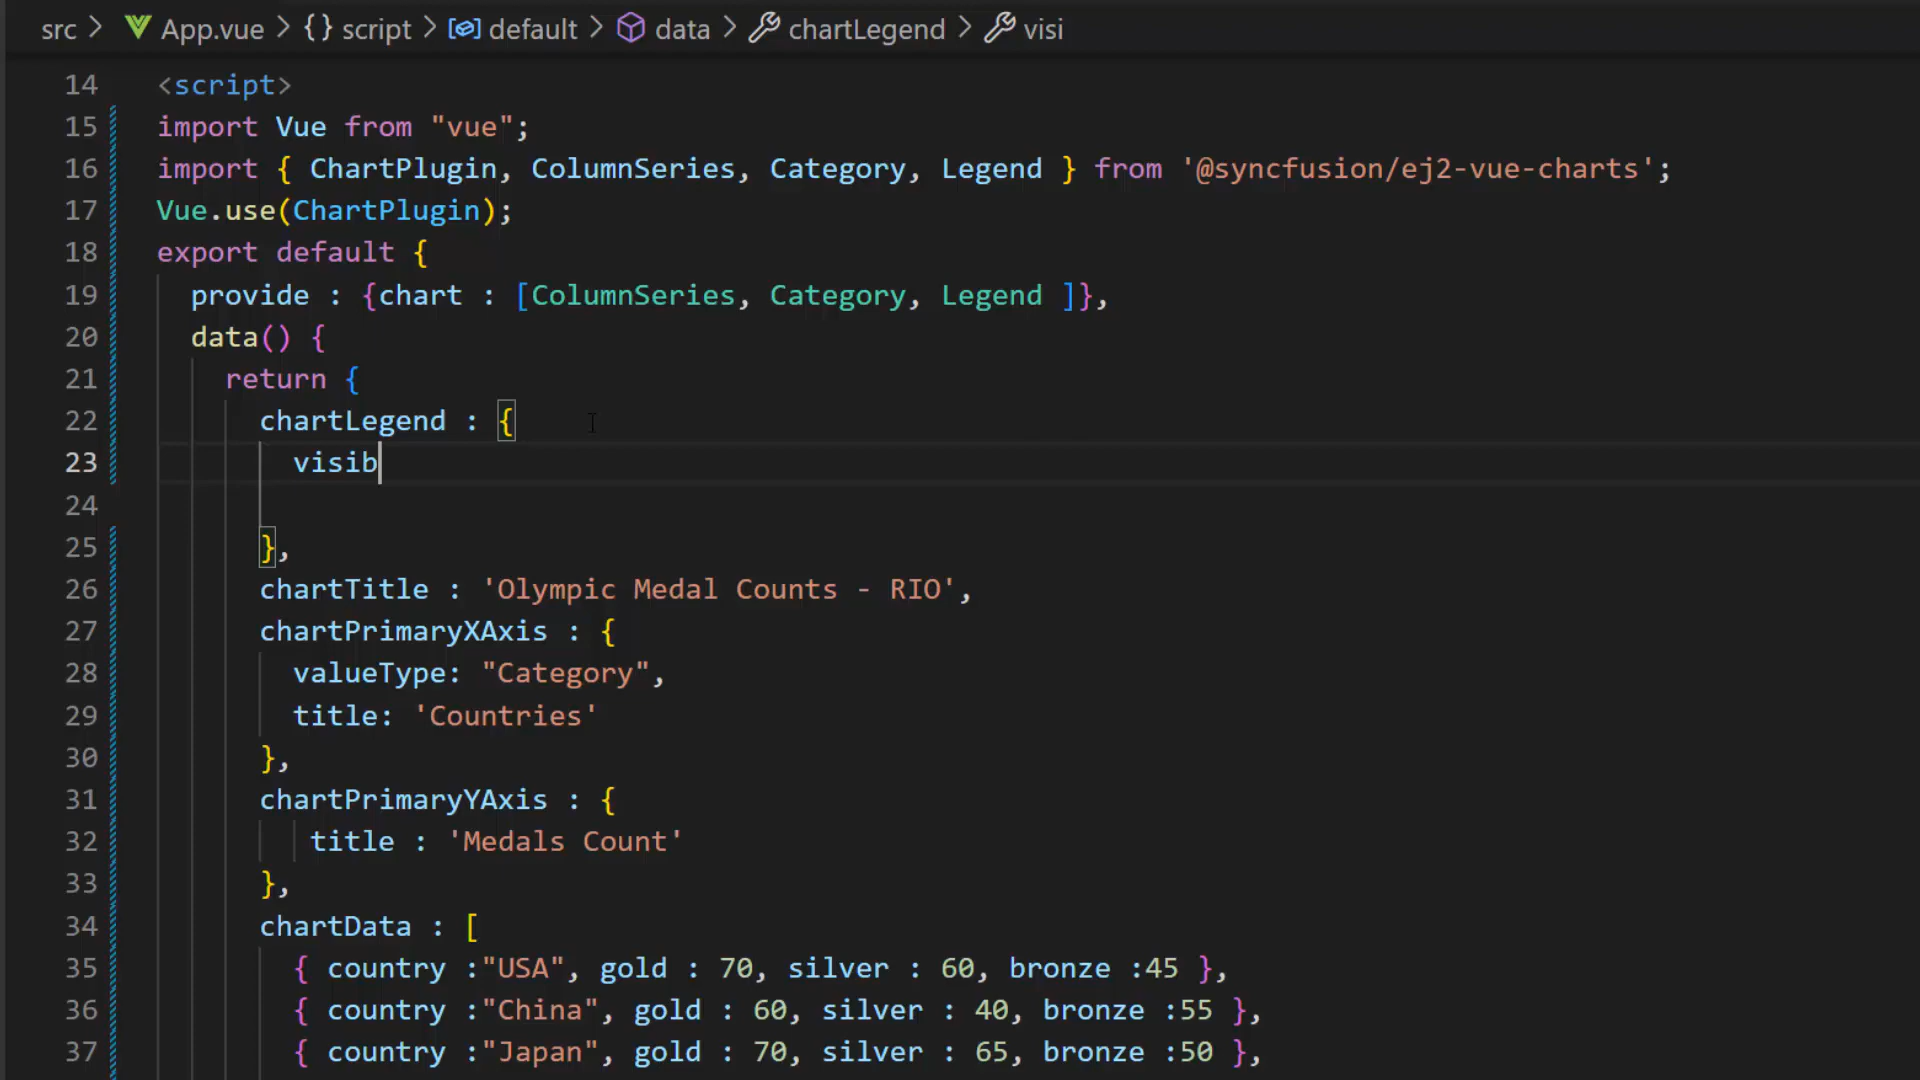 src > App.vue > {} script > default > data > chartLegend > visi
14 <script>
15 import Vue from "vue";
16 import { ChartPlugin, ColumnSeries, Category, Legend } from '@syncfusion/ej2-vue-charts';
17 Vue.use(ChartPlugin);
18 export default {
19 provide : {chart : [ColumnSeries, Category, Legend ]},
20 data() {
21 return {
22 chartLegend : {
23 visib
24
25 },
26 chartTitle : 'Olympic Medal Counts - RIO',
27 chartPrimaryXAxis : {
28 valueType: "Category",
29 title: 'Countries'
30 },
31 chartPrimaryYAxis : {
32 title : 'Medals Count'
33 },
34 chartData : [
35 { country :"USA", gold : 70, silver : 60, bronze :45 },
36 { country :"China", gold : 60, silver : 40, bronze :55 },
37 { country :"Japan", gold : 70, silver : 65, bronze :50 },